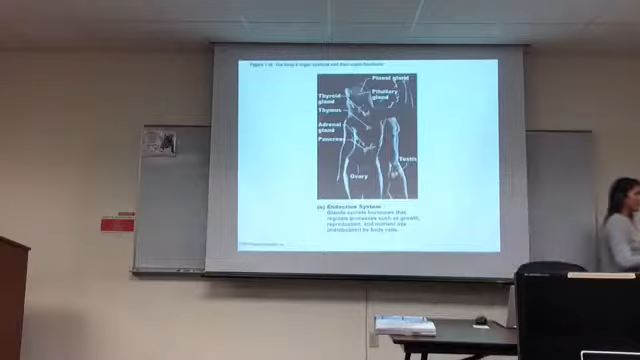 Pineal gland
Pituitary
gland
Thyroid
gland
Thymus
Adrenal
gland
Pancreas
Testis
Ovary
(e) Endocrine System
Glands secrete hormones that
regulate processes such as growth,
reproduction, and nutrient use
(metabolism) by body cells.